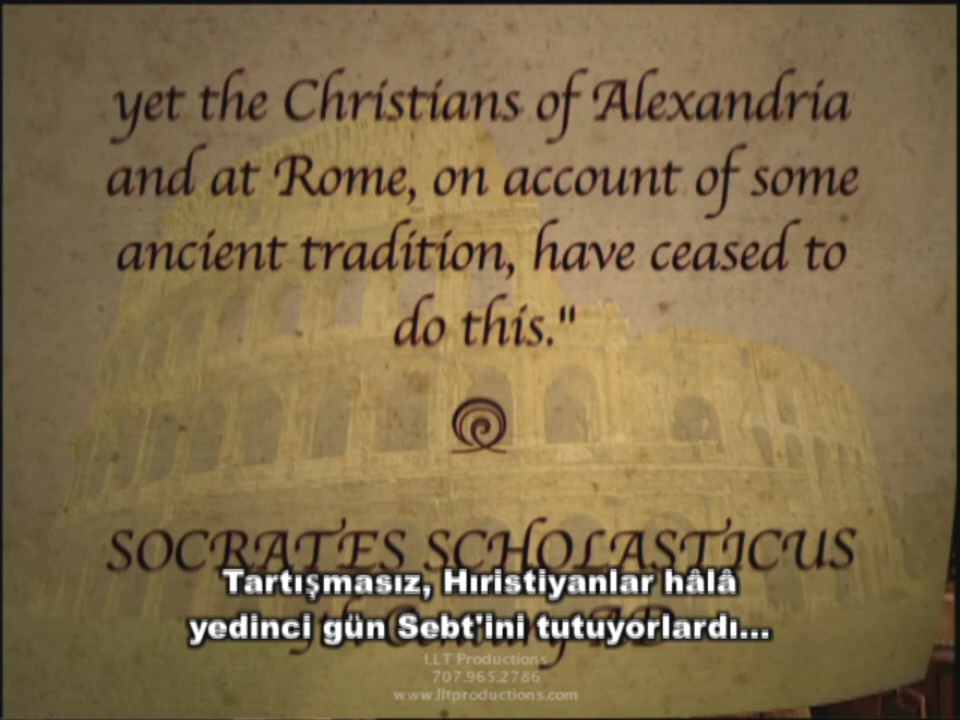 yet the Christians of Alexandria
and at Rome, on account of some
ancient tradition, have ceased to
do this."
SOCRATES SCHOLASTICUS
Tartışmasız, Hıristiyanlar hâlâ
yedinci gün Sebt'ini tutuyorlardı...
LLT Productions
707.965.2786
www.lltproductions.com